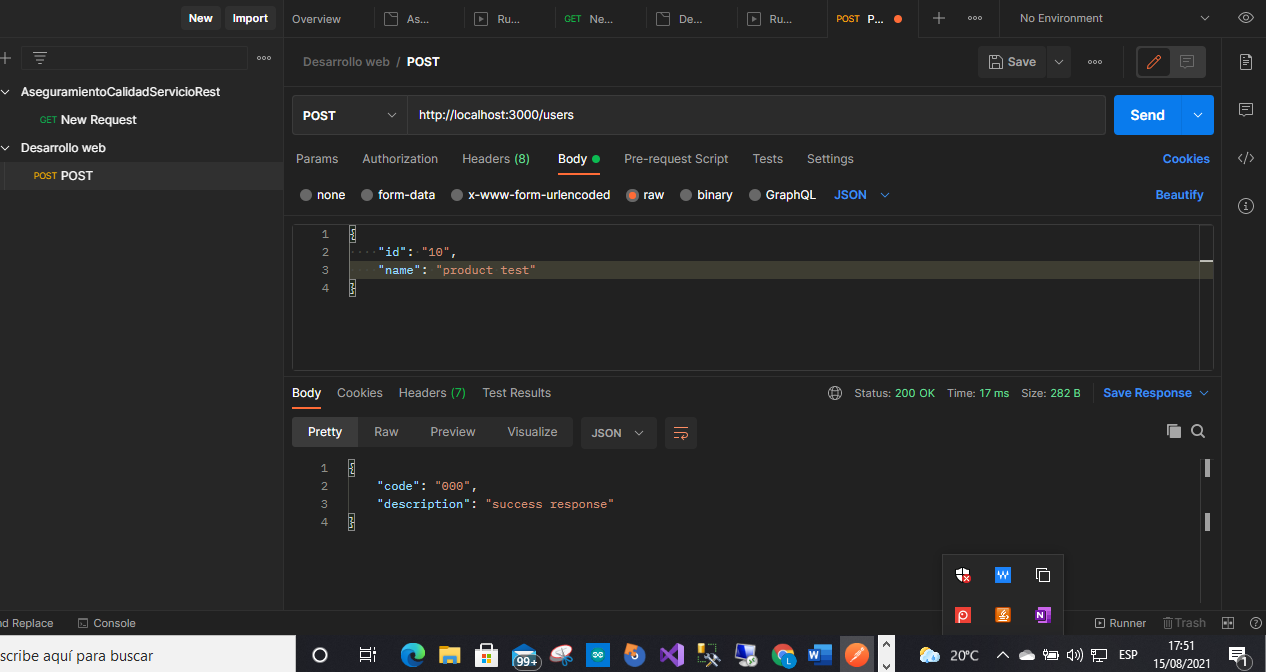 New Import Overview As... Ru... GET Ne... De... Ru... POST P... No Environment
Desarrollo web / POST Save
AseguramientoCalidadServicioRest
GET New Request
Desarrollo web
POST POST
POST http://localhost:3000/users Send
Params Authorization Headers (8) Body Pre-request Script Tests Settings Cookies
none form-data x-www-form-urlencoded raw binary GraphQL JSON Beautify
1 {
2 "id": "10",
3 "name": "product test"
4 }
Body Cookies Headers (7) Test Results Status: 200 OK Time: 17 ms Size: 282 B Save Response
Pretty Raw Preview Visualize JSON
1 {
2 "code": "000",
3 "description": "success response"
4 }
nd Replace Console Runner Trash
scribe aquí para buscar 99+ 20°C ESP 17:51
15/08/2021 1